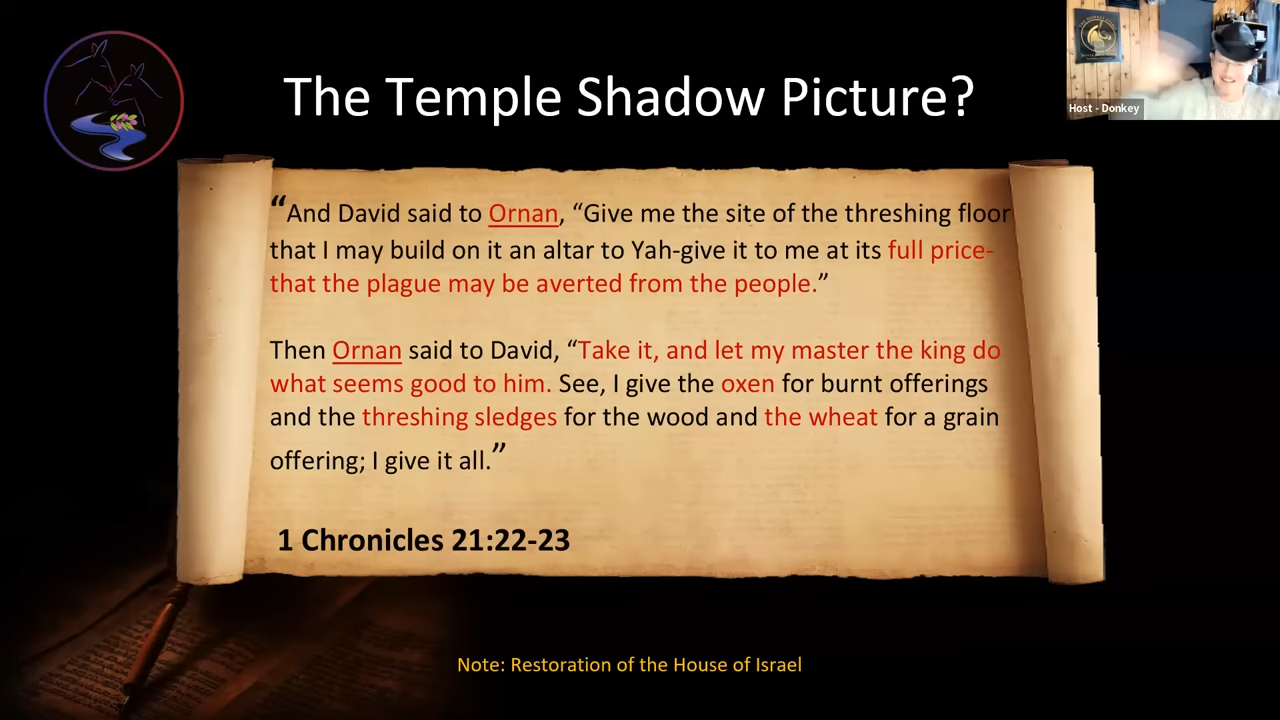 The Temple Shadow Picture?
Host - Donkey
“And David said to Ornan, “Give me the site of the threshing floor
that I may build on it an altar to Yah-give it to me at its full price-
that the plague may be averted from the people.”
Then Ornan said to David, “Take it, and let my master the king do
what seems good to him. See, I give the oxen for burnt offerings
and the threshing sledges for the wood and the wheat for a grain
offering; I give it all.”
1 Chronicles 21:22-23
Note: Restoration of the House of Israel